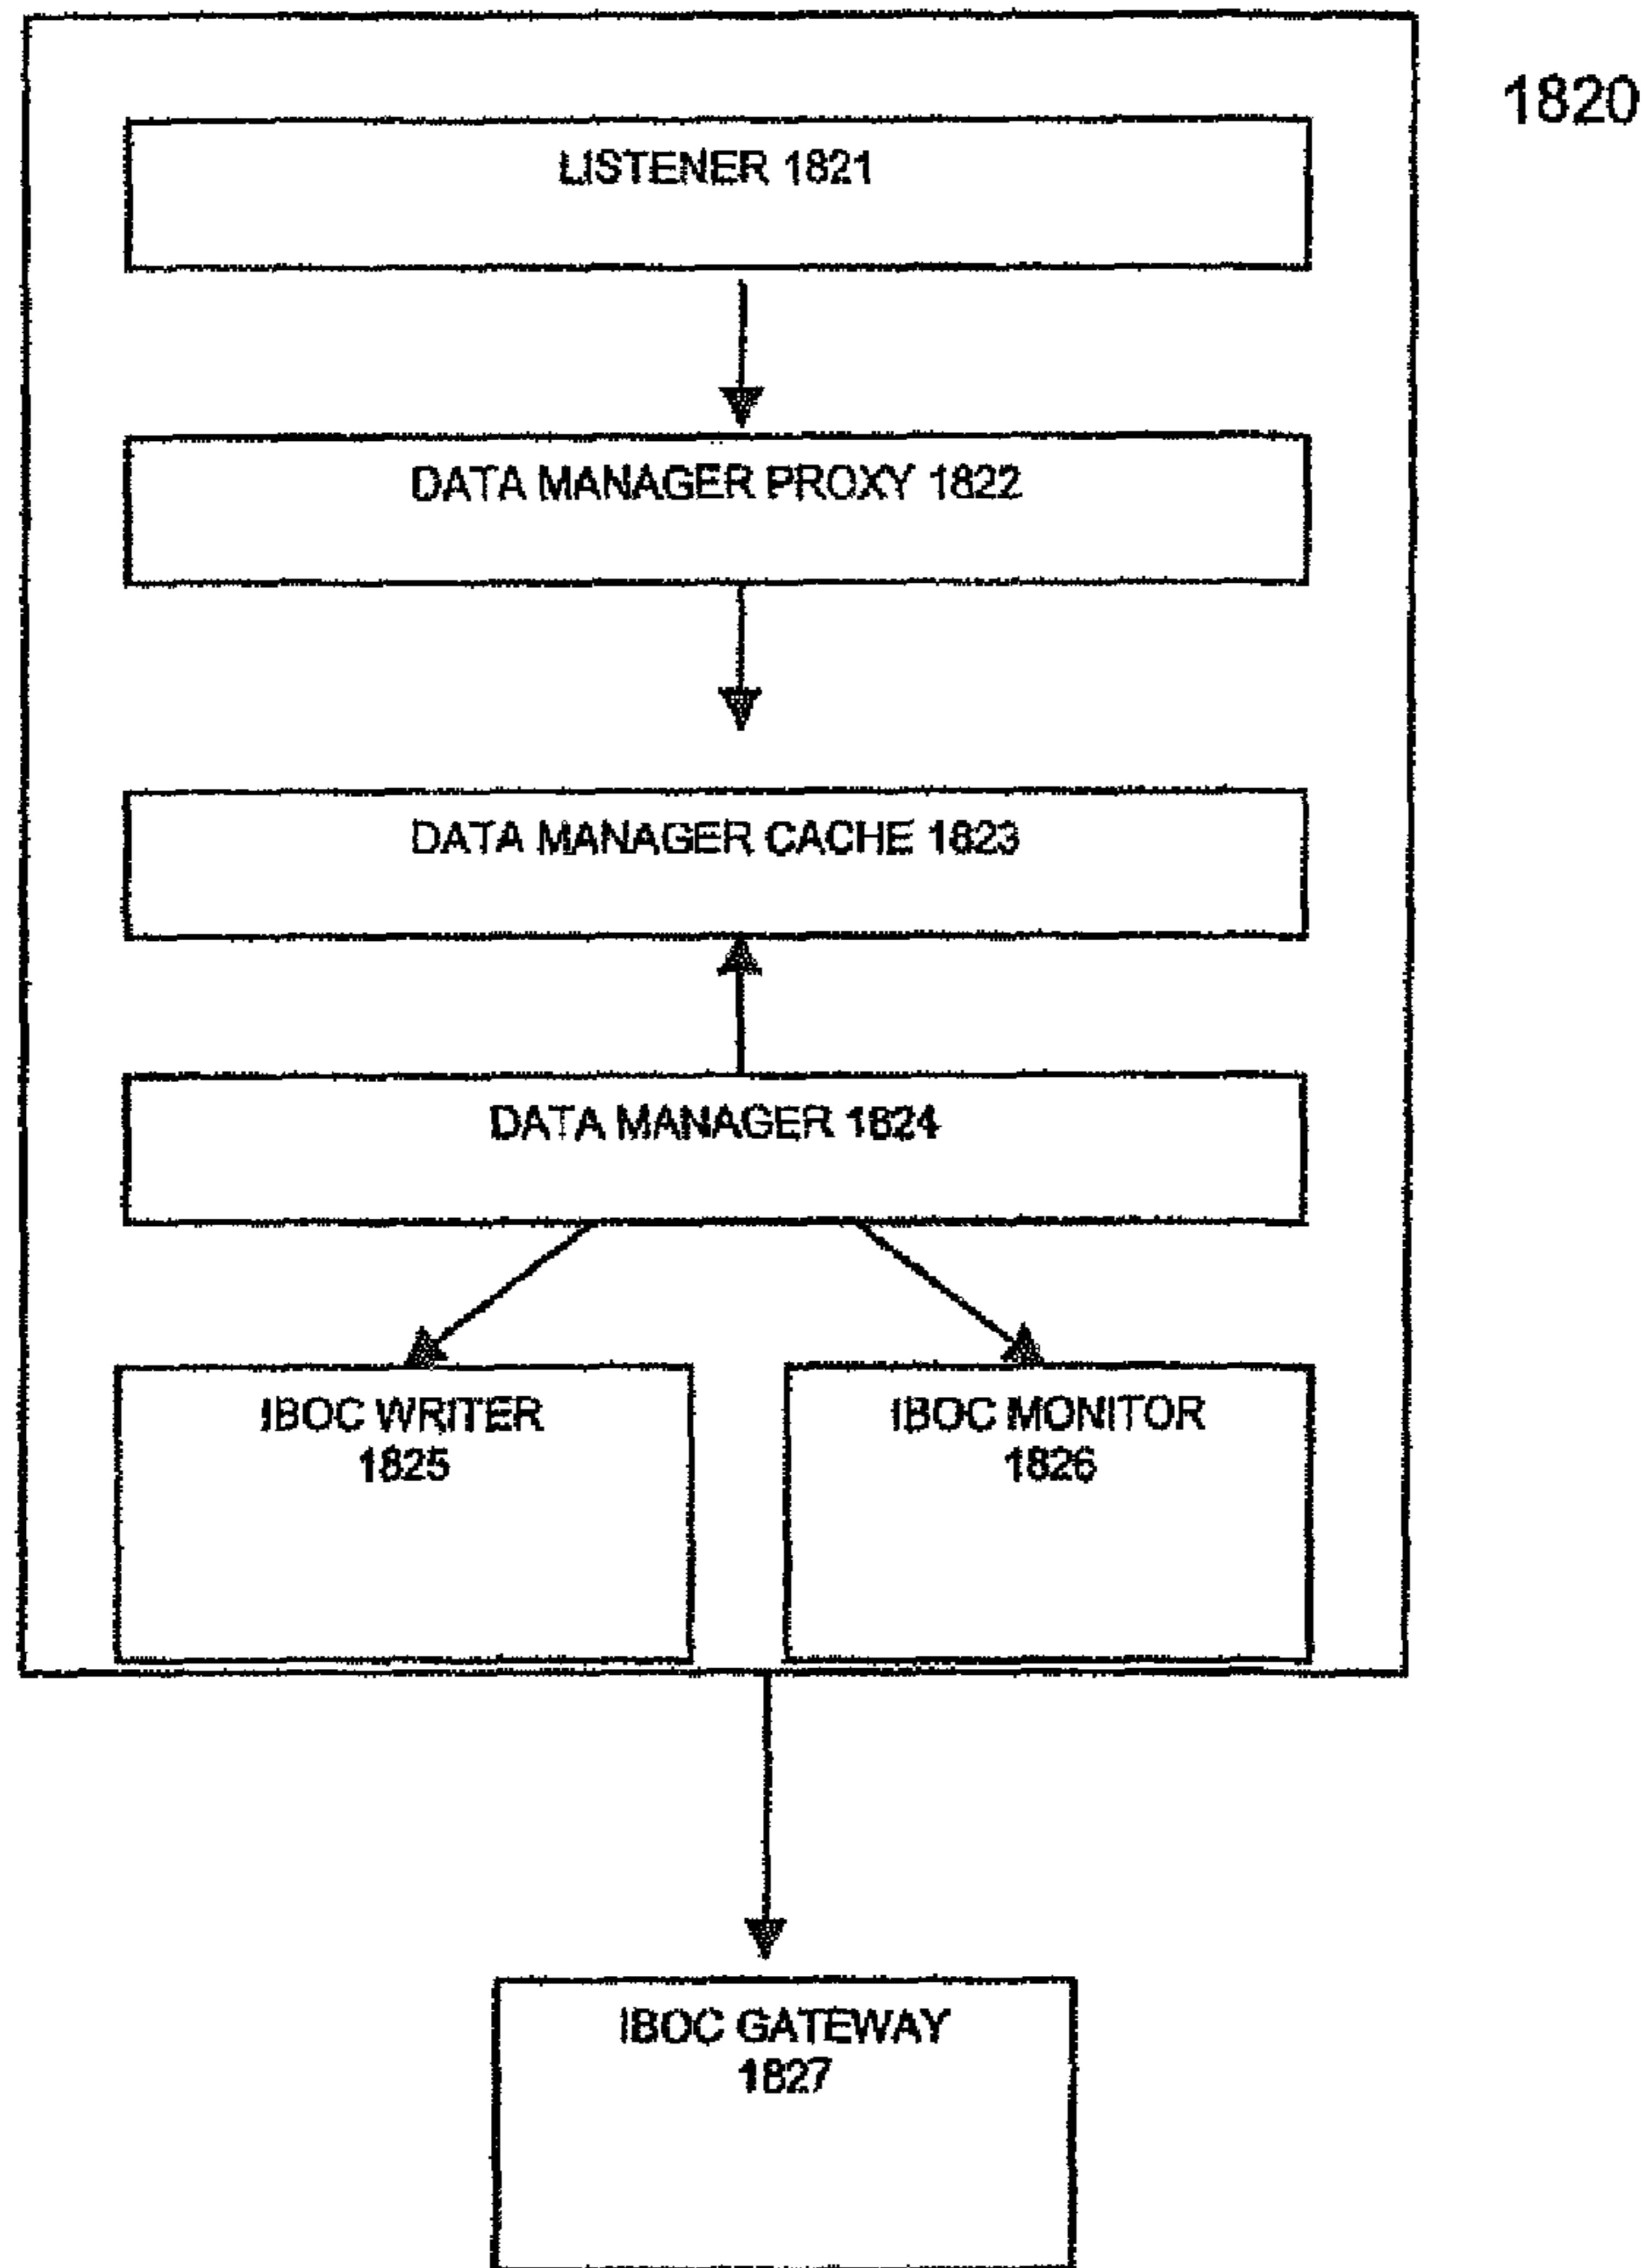 1820
LISTENER 1821
DATA MANAGER PROXY 1822
DATA MANAGER CACHE 1823
DATA MANAGER 1824
IBOC WRITER
1825
IBOC MONITOR
1826
IBOC GATEWAY
1827